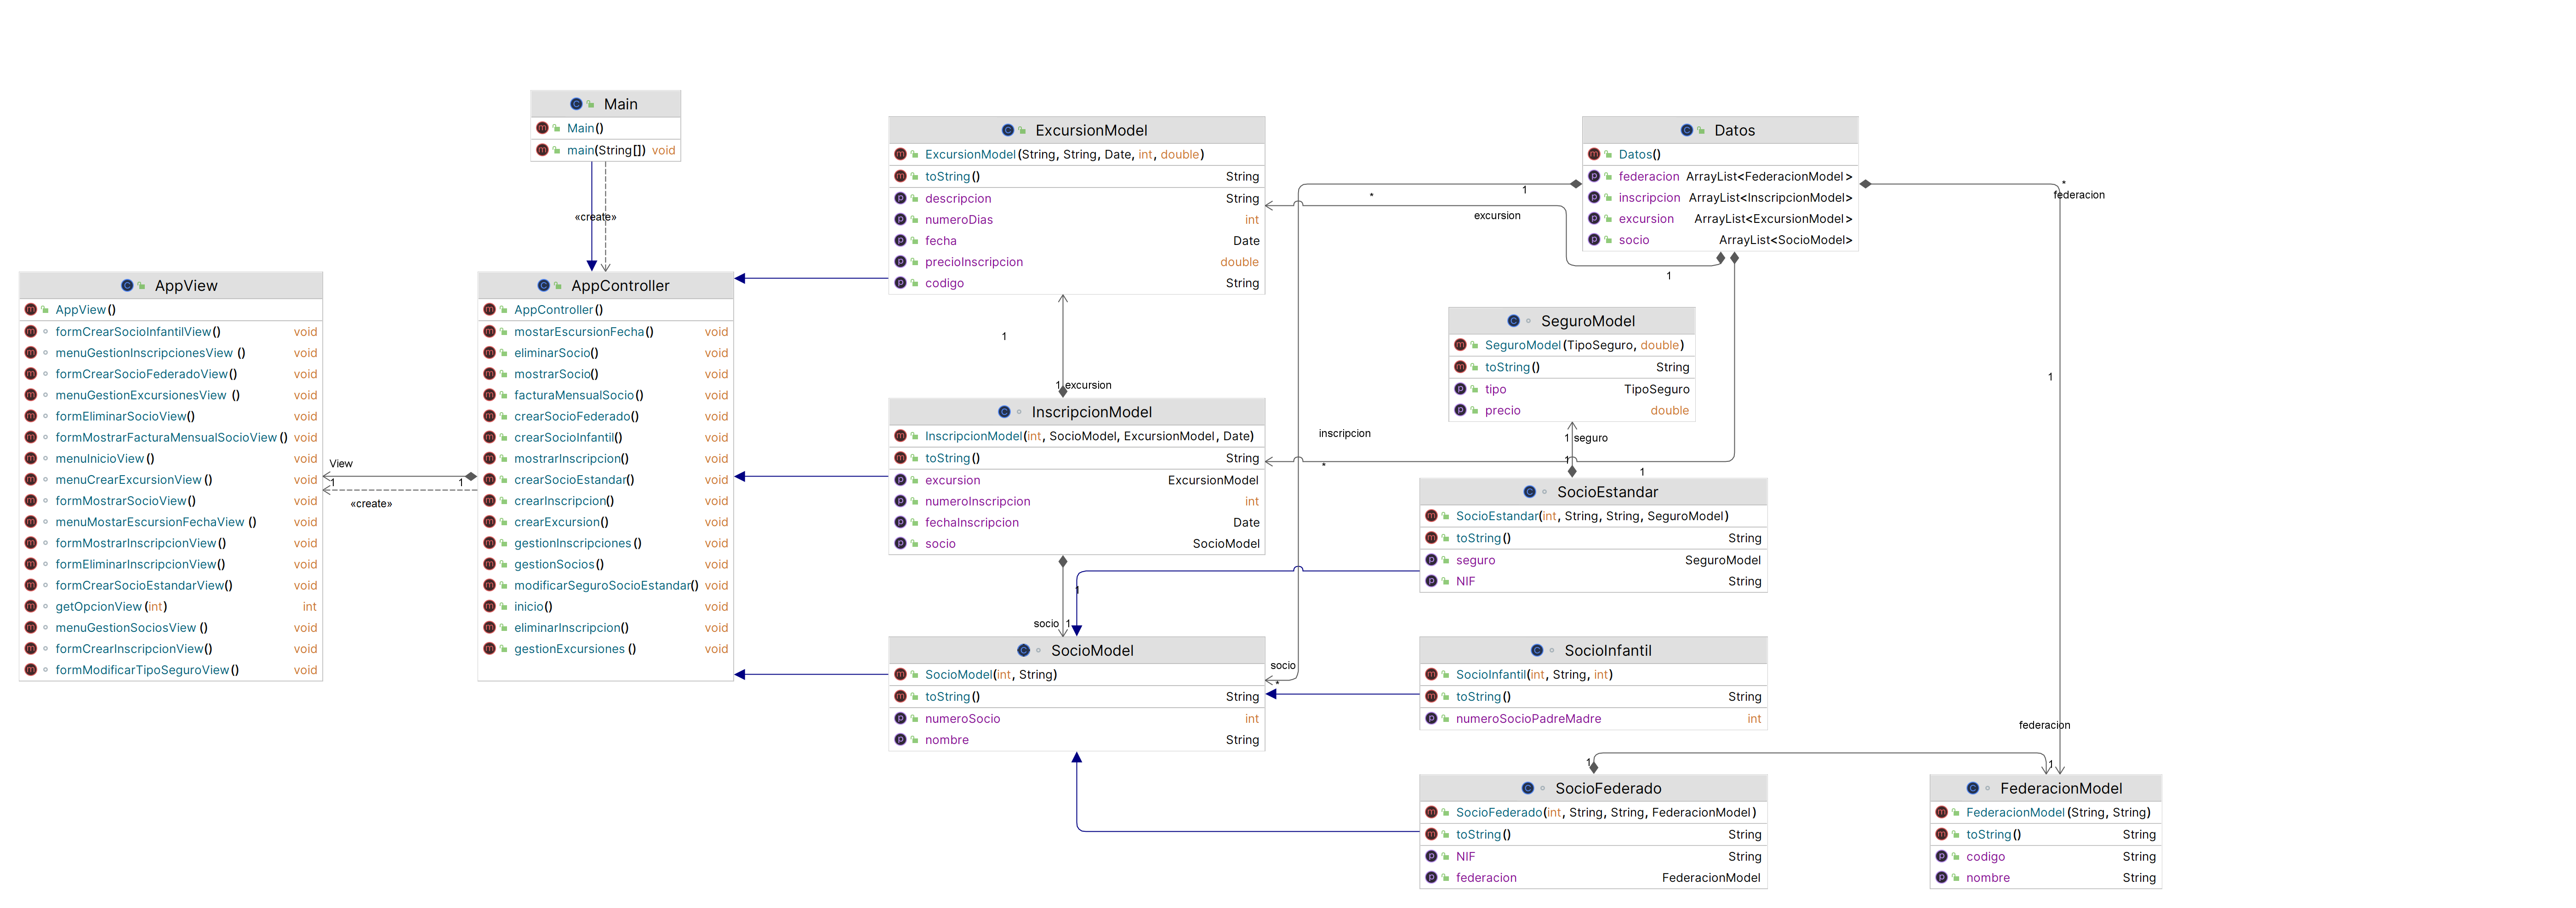 Main
Main()
main(String[]) void
«create»
AppView
AppView()
formCrearSocioInfantilView() void
menuGestionInscripcionesView () void
formCrearSocioFederadoView() void
menuGestionExcursionesView () void
formEliminarSocioView() void
formMostrarFacturaMensualSocioView () void
menuInicioView () void
menuCrearExcursionView () void
formMostrarSocioView() void
menuMostarEscursionFechaView () void
formMostrarInscripcionView() void
formEliminarInscripcionView() void
formCrearSocioEstandarView() void
getOpcionView (int) int
menuGestionSociosView () void
formCrearInscripcionView() void
formModificarTipoSeguroView() void
View
1
1
«create»
AppController
AppController()
mostarEscursionFecha() void
eliminarSocio() void
mostrarSocio() void
facturaMensualSocio() void
crearSocioFederado() void
crearSocioInfantil() void
mostrarInscripcion() void
crearSocioEstandar() void
crearInscripcion() void
crearExcursion() void
gestionInscripciones () void
gestionSocios() void
modificarSeguroSocioEstandar() void
inicio() void
eliminarInscripcion() void
gestionExcursiones () void
ExcursionModel
ExcursionModel (String, String, Date, int, double)
toString () String
descripcion String
numeroDias int
fecha Date
precioInscripcion double
codigo String
1
1 excursion
InscripcionModel
InscripcionModel(int, SocioModel, ExcursionModel, Date)
toString () String
excursion ExcursionModel
numeroInscripcion int
fechaInscripcion Date
socio SocioModel
1
socio 1
SocioModel
SocioModel(int, String)
toString () String
numeroSocio int
nombre String
Datos
Datos()
federacion ArrayList<FederacionModel>
inscripcion ArrayList<InscripcionModel>
excursion ArrayList<ExcursionModel>
socio ArrayList<SocioModel>
1
*
excursion
1
*
federacion
1
SeguroModel
SeguroModel (TipoSeguro, double)
toString () String
tipo TipoSeguro
precio double
1 seguro
1
inscripcion
*
1
SocioEstandar
SocioEstandar(int, String, String, SeguroModel)
toString () String
seguro SeguroModel
NIF String
socio
*
SocioInfantil
SocioInfantil(int, String, int)
toString () String
numeroSocioPadreMadre int
federacion
1
1
SocioFederado
SocioFederado(int, String, String, FederacionModel)
toString () String
NIF String
federacion FederacionModel
FederacionModel
FederacionModel (String, String)
toString () String
codigo String
nombre String